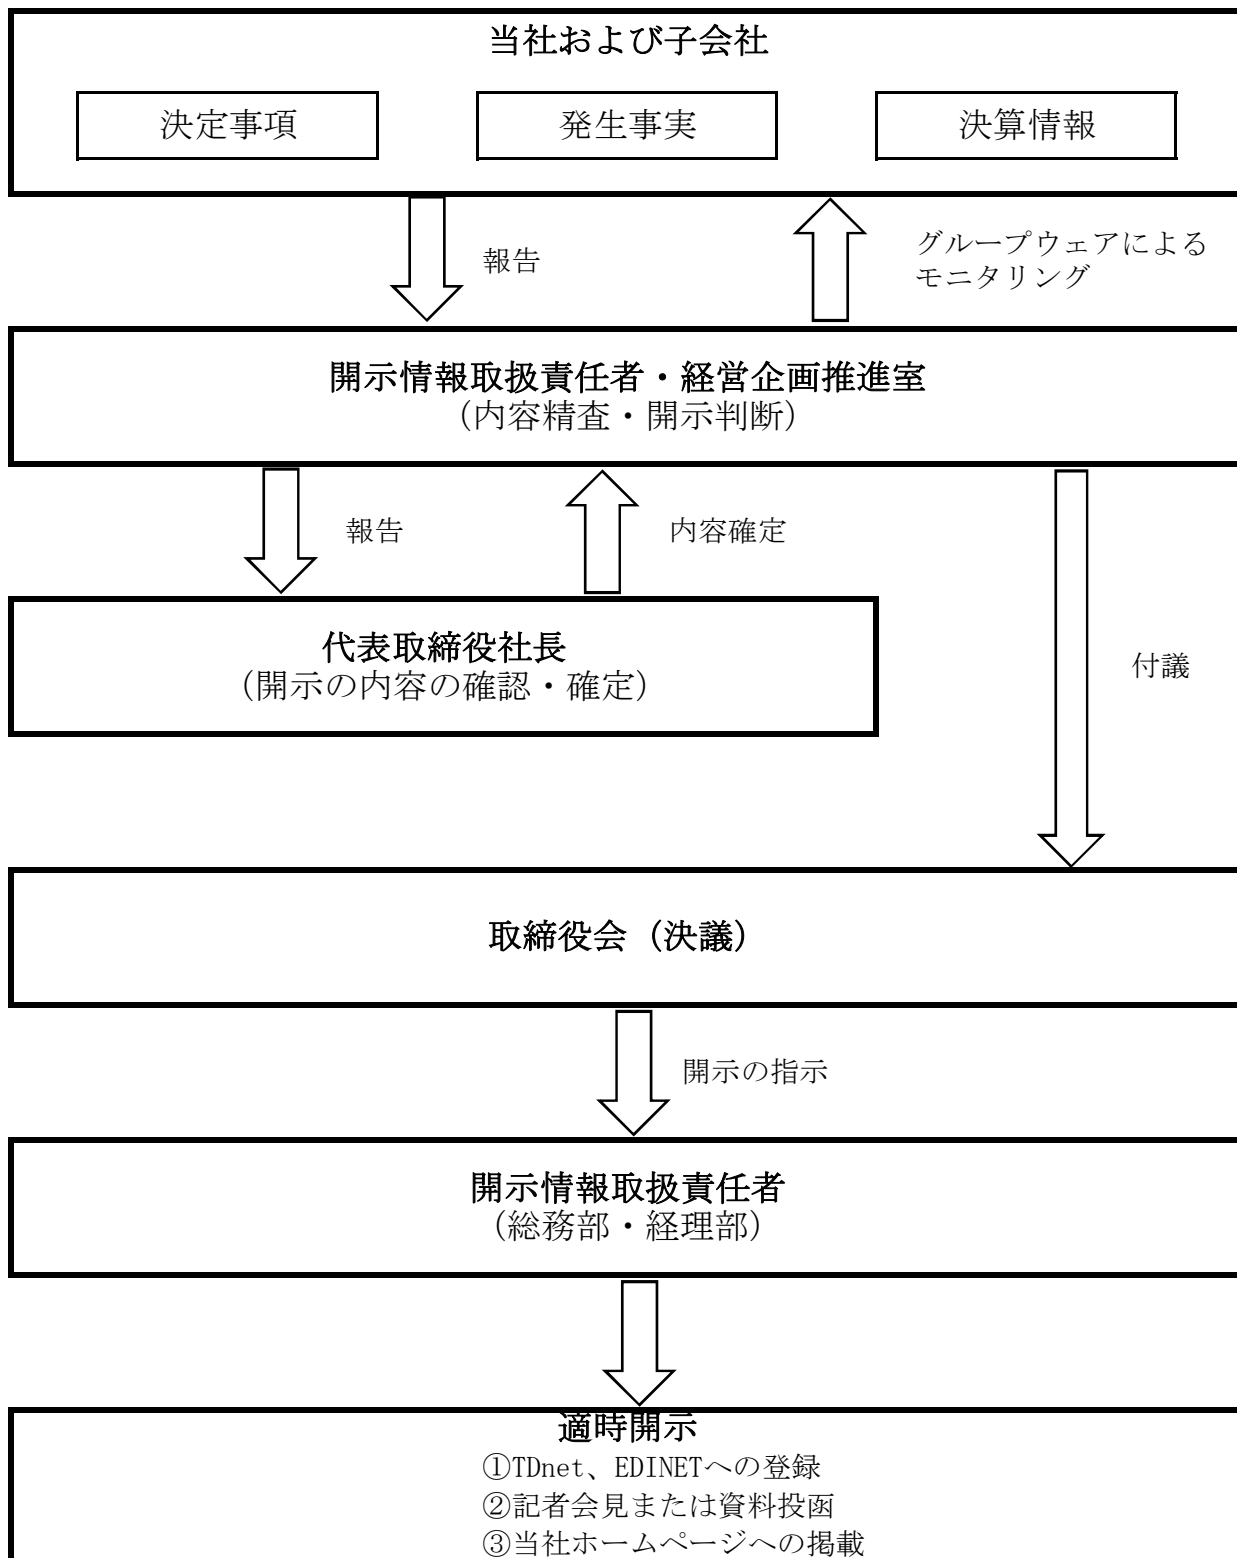 当社および子会社
決定事項
発生事実
決算情報
報告
グループウェアによる
モニタリング
開示情報取扱責任者・経営企画推進室
（内容精査・開示判断）
報告
内容確定
代表取締役社長
（開示の内容の確認・確定）
付議
取締役会（決議）
開示の指示
開示情報取扱責任者
（総務部・経理部）
適時開示
①TDnet、EDINETへの登録
②記者会見または資料投函
③当社ホームページへの掲載